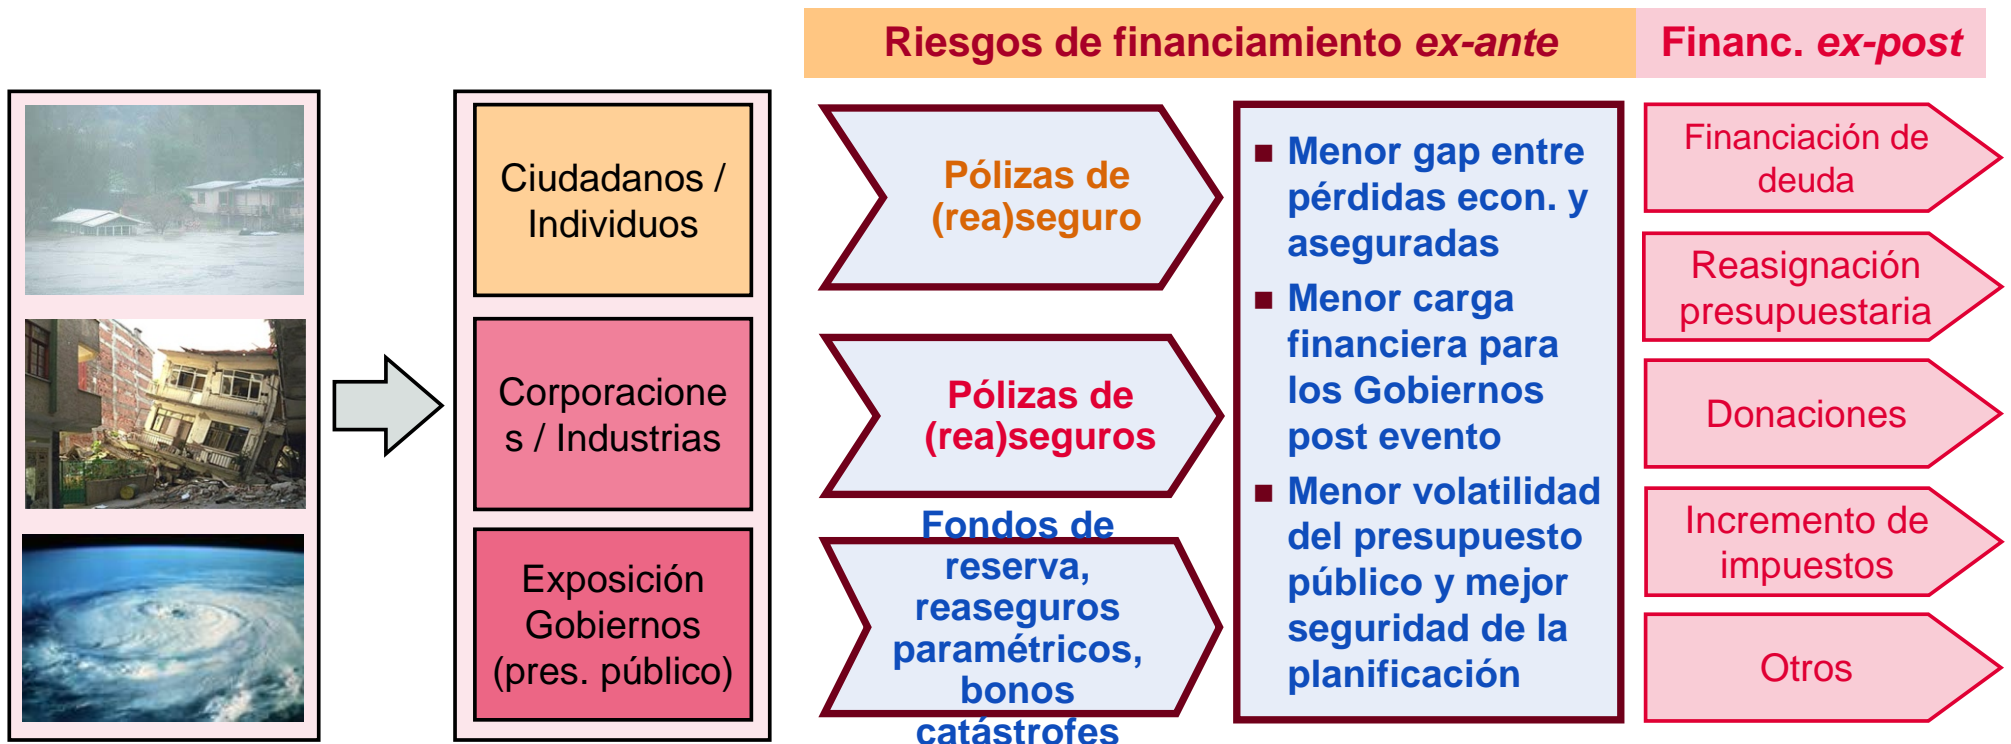 Riesgos de financiamiento ex-ante
Financ. ex-post
Ciudadanos /
Individuos
Corporacione
s / Industrias
Exposición
Gobiernos
(pres. público)
Pólizas de
(rea)seguro
Pólizas de
(rea)seguros
Fondos de
reserva,
reaseguros
paramétricos,
bonos
catástrofes
Menor gap entre
pérdidas econ. y
aseguradas
Menor carga
financiera para
los Gobiernos
post evento
Menor volatilidad
del presupuesto
público y mejor
seguridad de la
planificación
Financiación de
deuda
Reasignación
presupuestaria
Donaciones
Incremento de
impuestos
Otros